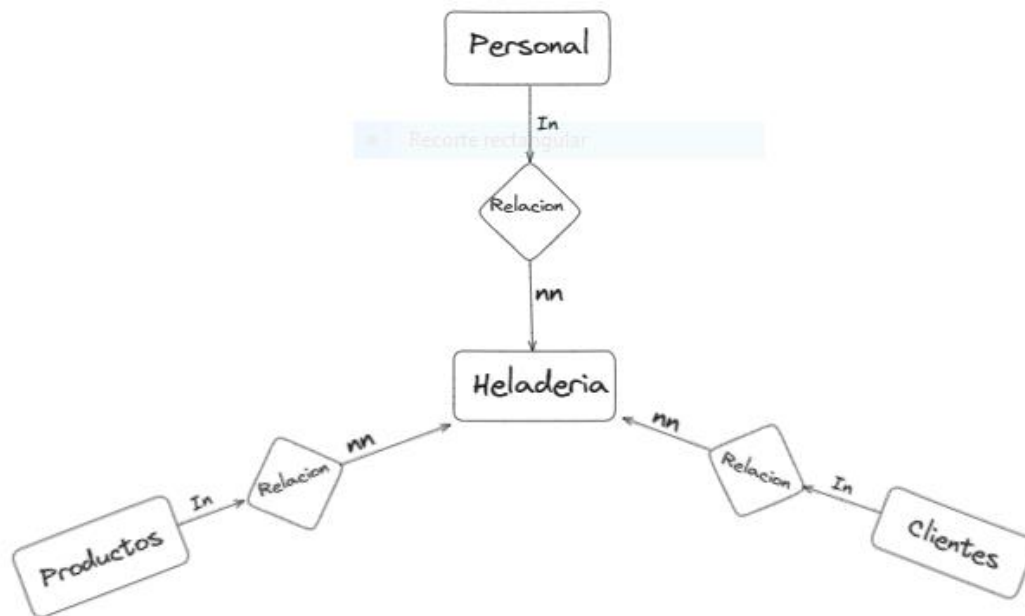 Personal
In
Recorte rectangular
Relacion
nn
Heladeria
nn
nn
Relacion
Relacion
In
In
Productos
Clientes